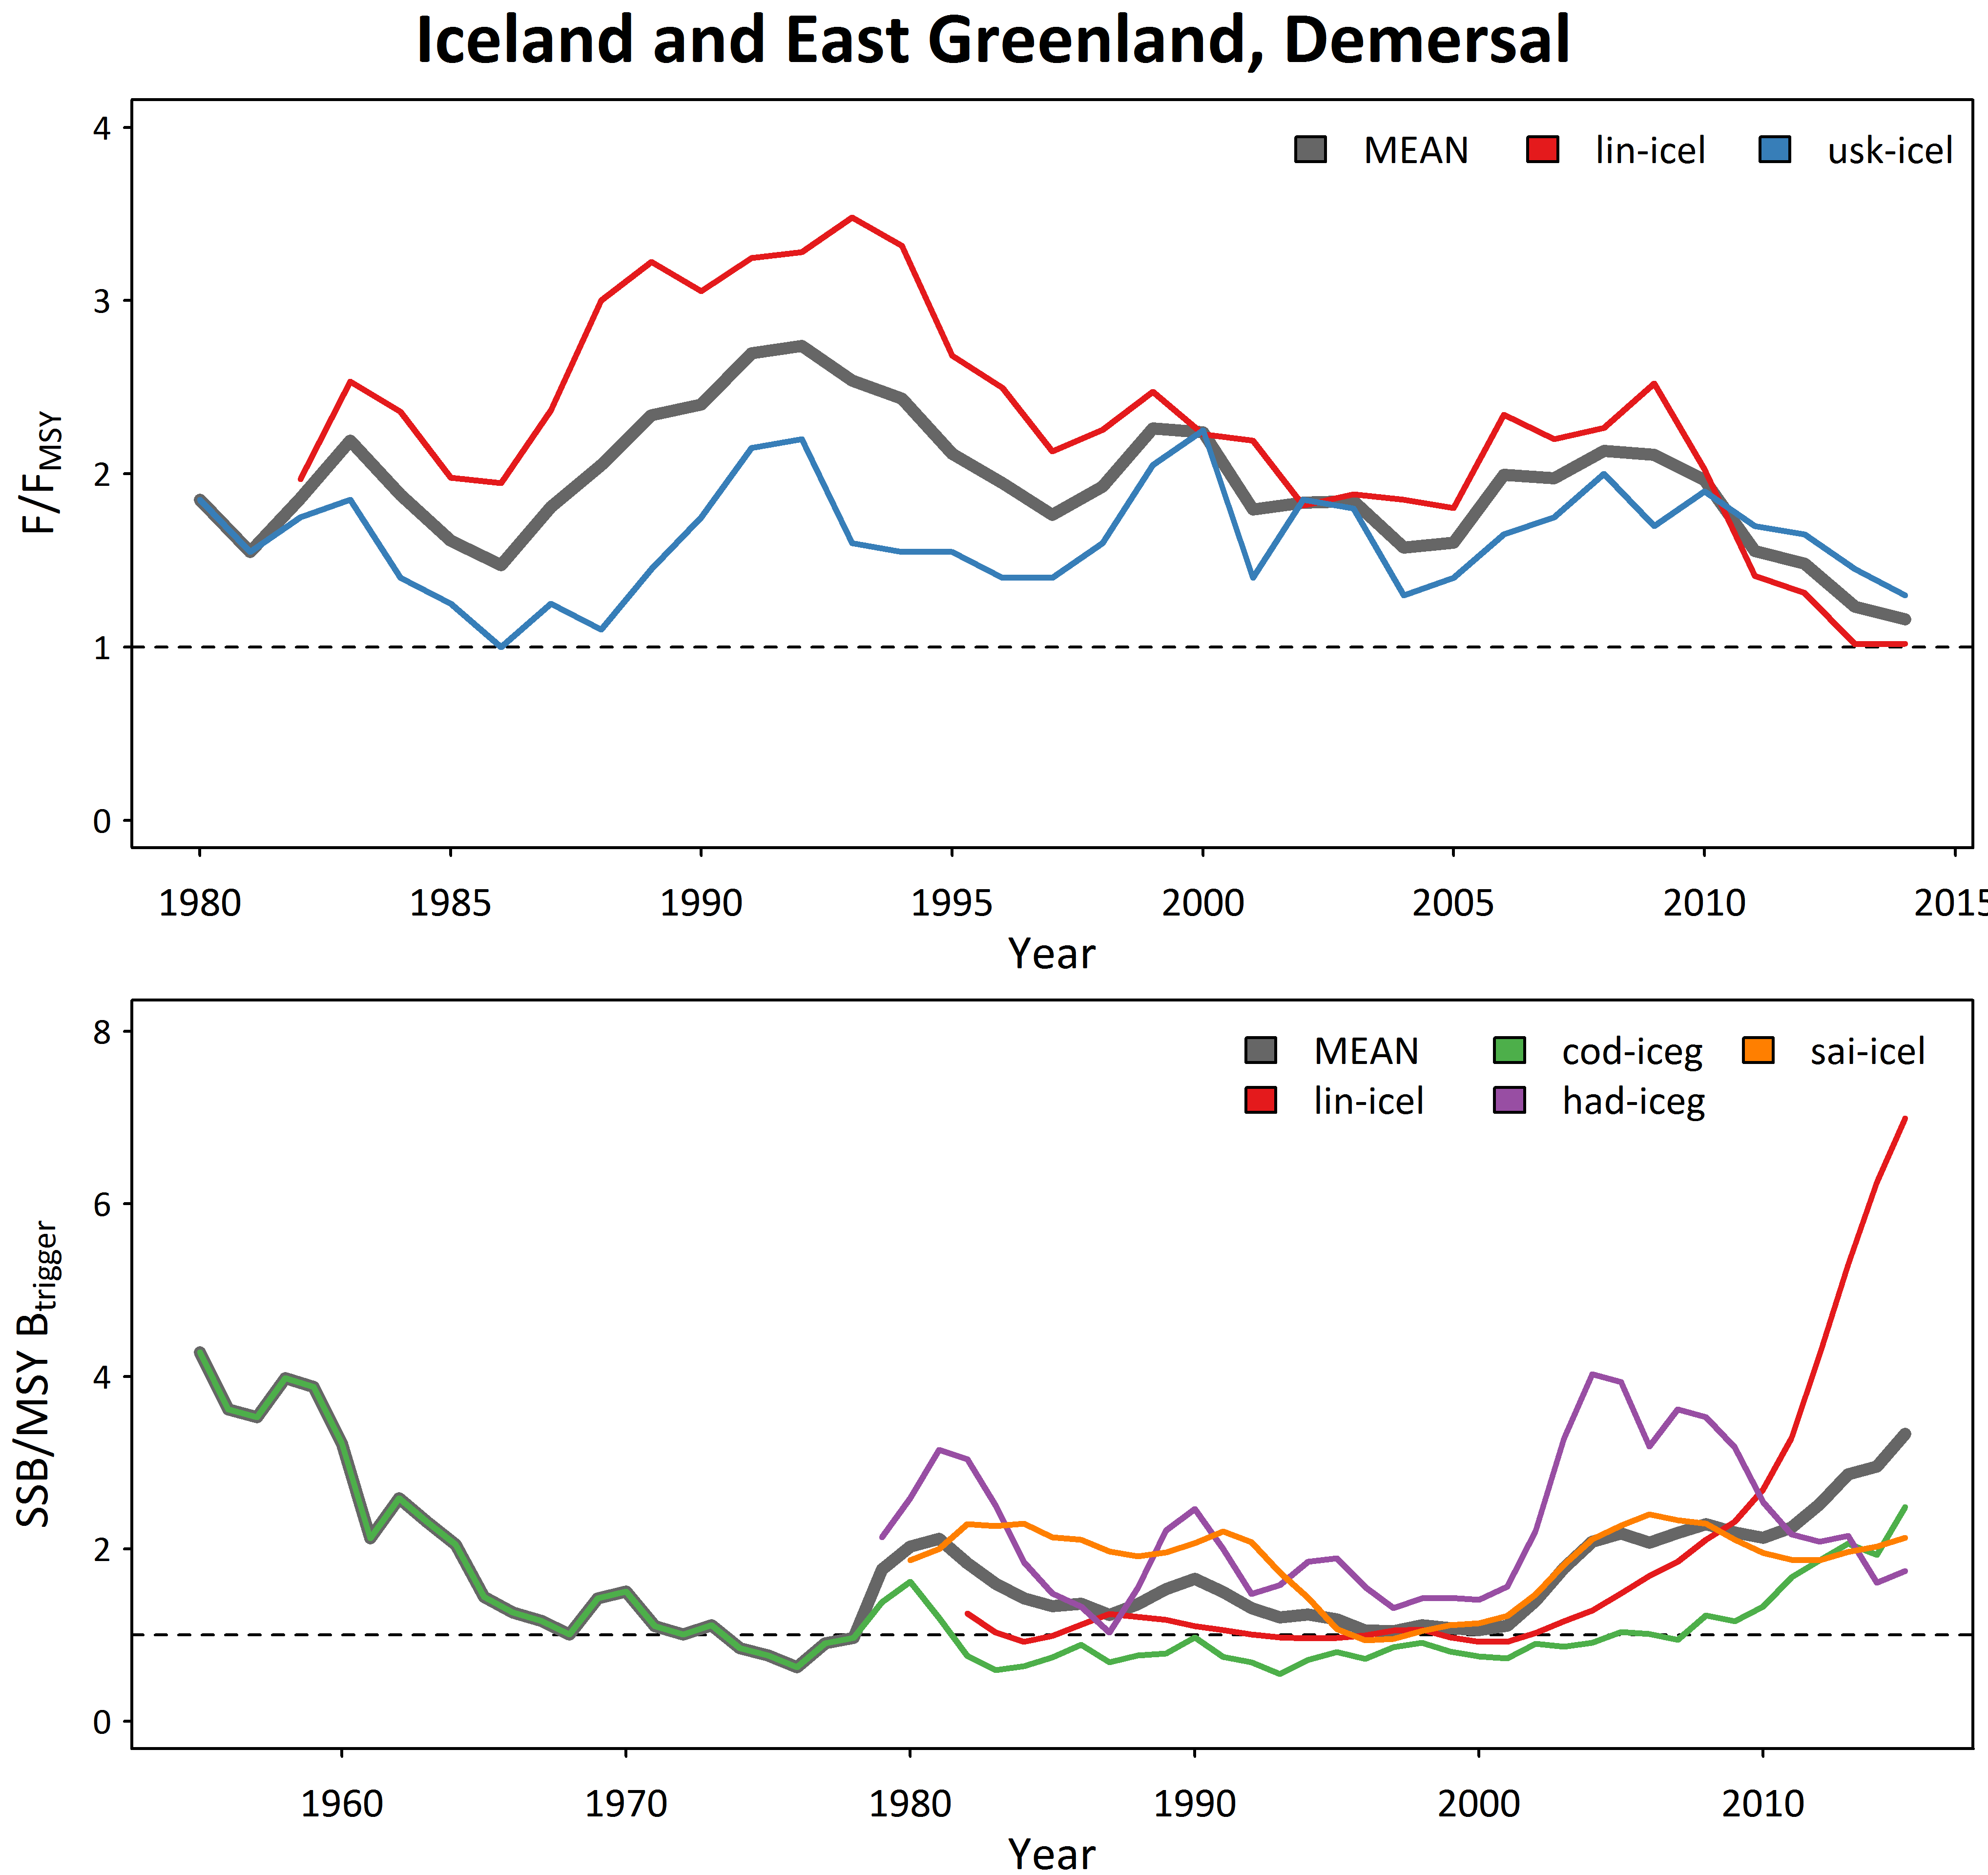 Iceland and East Greenland, Demersal
4
MEAN lin-icel usk-icel
3
2
1
0
F/FMSY
1980 1985 1990 1995 2000 2005 2010 2015
Year
8
MEAN cod-iceg sai-icel
lin-icel had-iceg
6
4
2
0
SSB/MSY Btrigger
1960 1970 1980 1990 2000 2010
Year